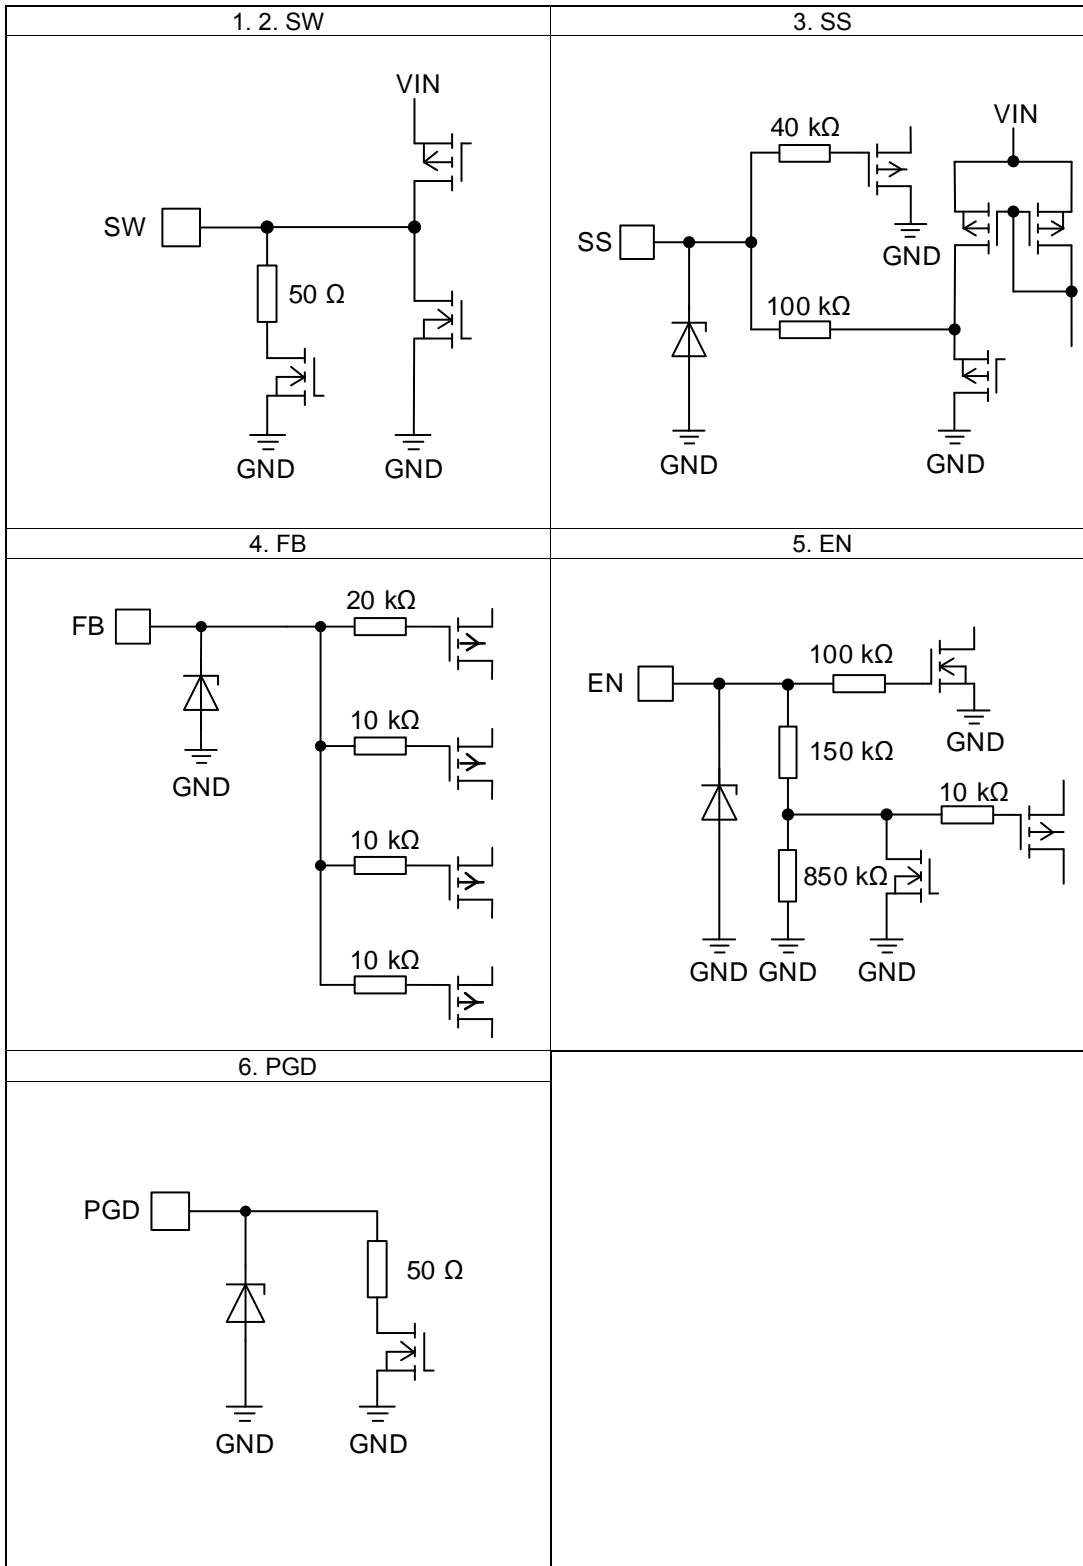 1. 2. SW
VIN
SW
50 Ω
GND
GND
3. SS
VIN
40 kΩ
SS
GND
100 kΩ
GND
GND
4. FB
20 kΩ
FB
10 kΩ
GND
10 kΩ
10 kΩ
5. EN
100 kΩ
EN
GND
150 kΩ
10 kΩ
850 kΩ
GND
GND
GND
6. PGD
PGD
50 Ω
GND
GND